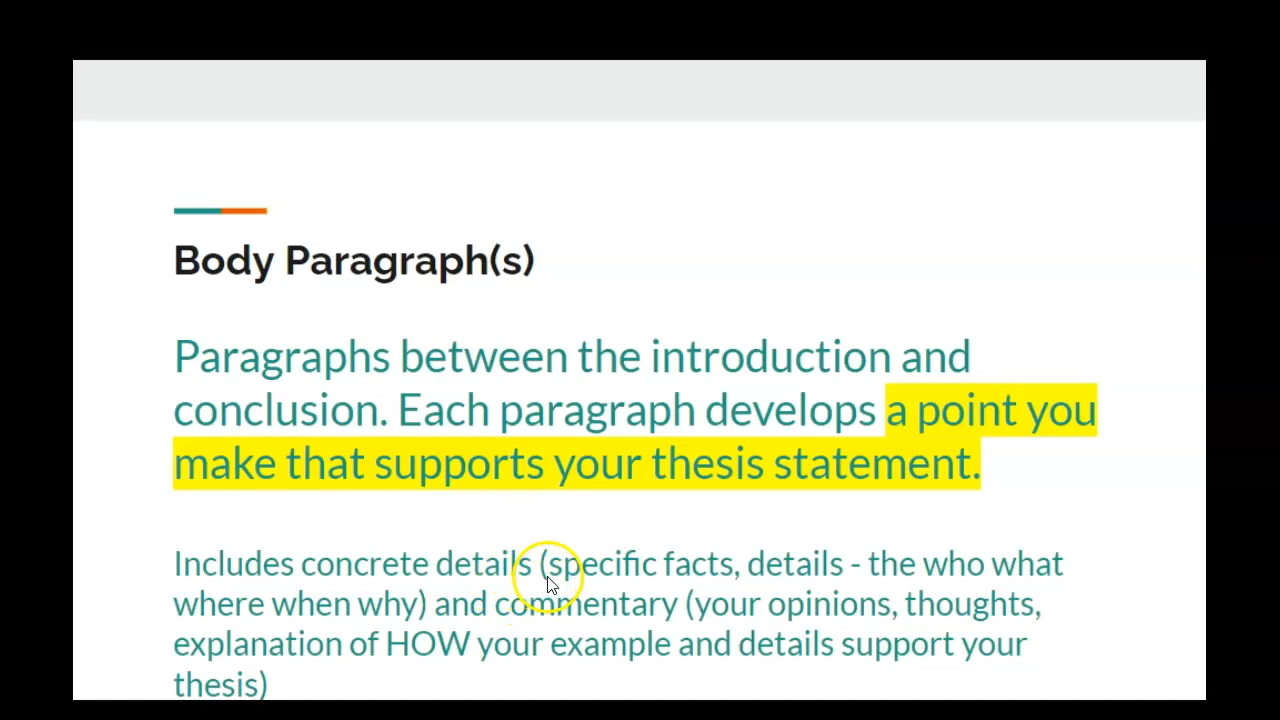 Body Paragraph(s)
Paragraphs between the introduction and
conclusion. Each paragraph develops a point you
make that supports your thesis statement.
Includes concrete details (specific facts, details - the who what
where when why) and commentary (your opinions, thoughts,
explanation of HOW your example and details support your
thesis)